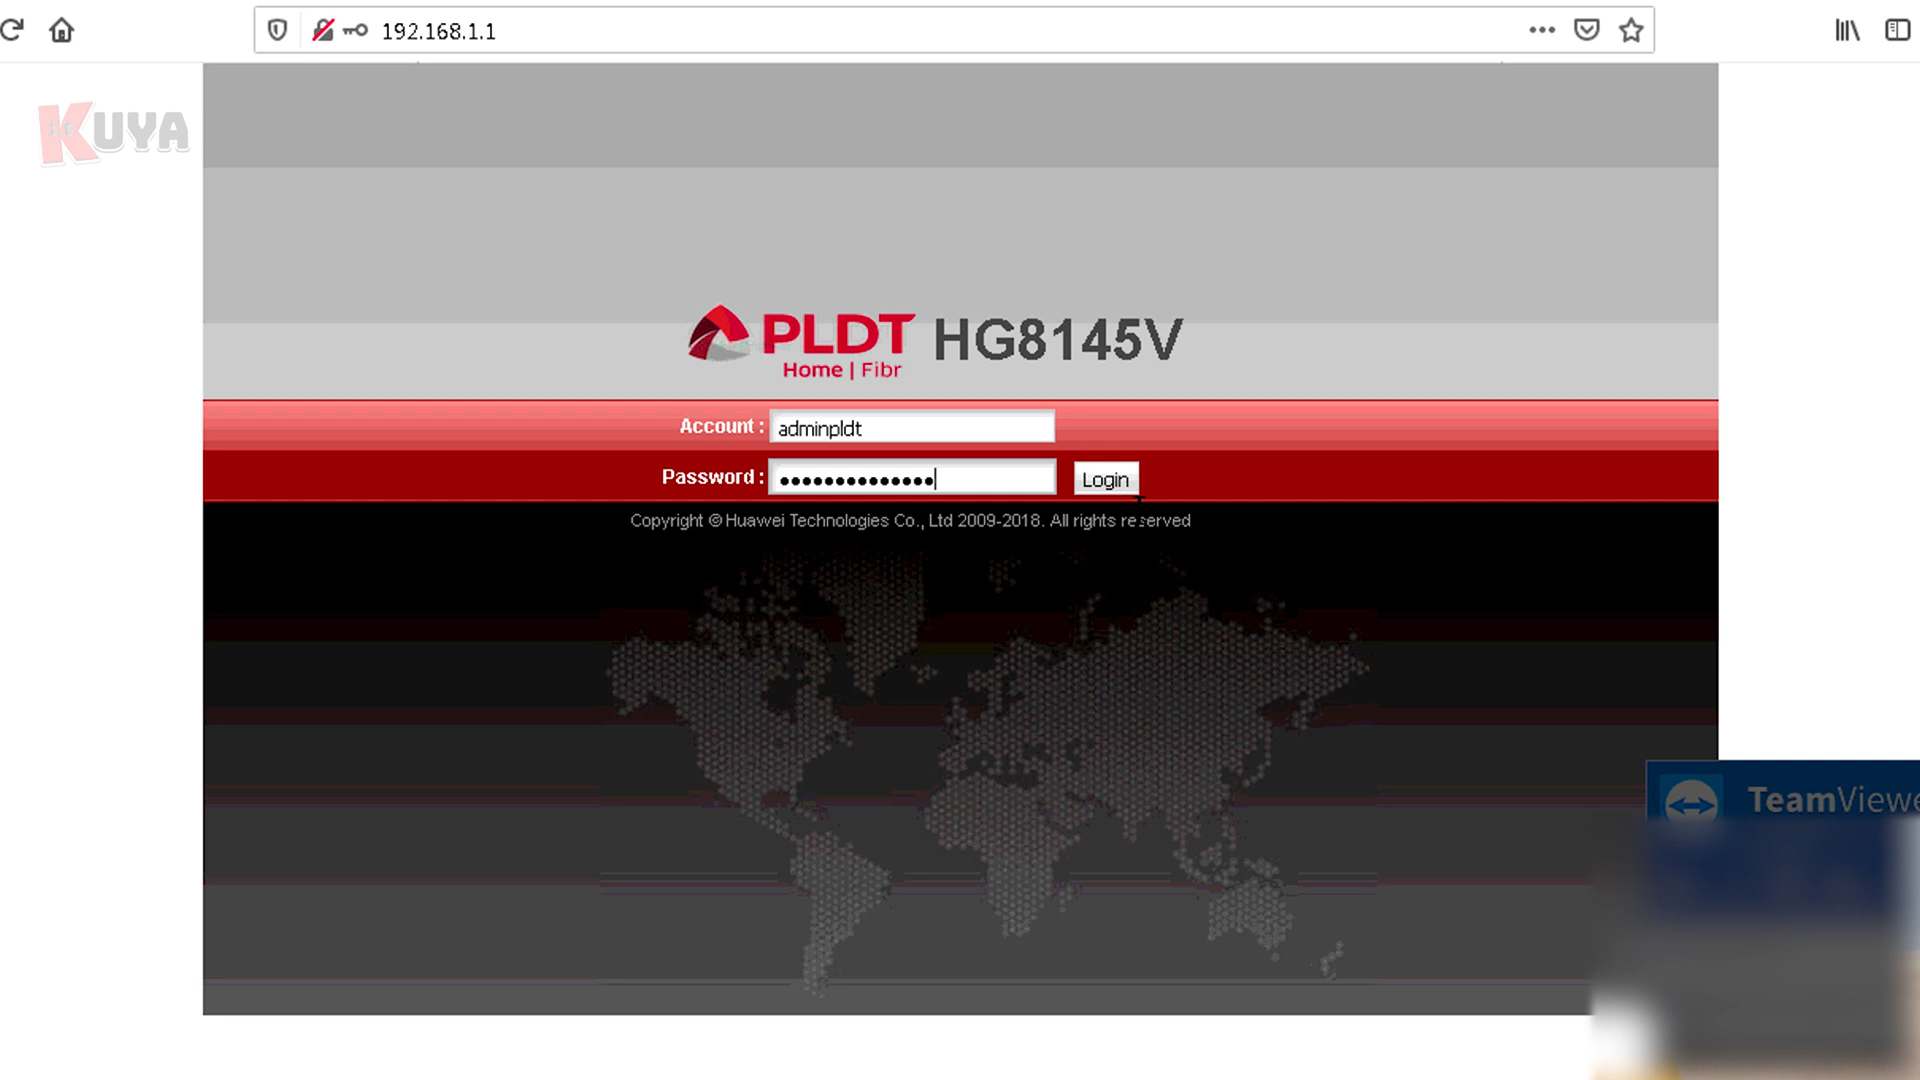 192.168.1.1
KUYA
PLDT HG8145V
Home | Fibr
Account : adminpldt
Password : ●●●●●●●●●●●●●● Login
Copyright © Huawei Technologies Co., Ltd 2009-2018. All rights reserved
TeamViewe